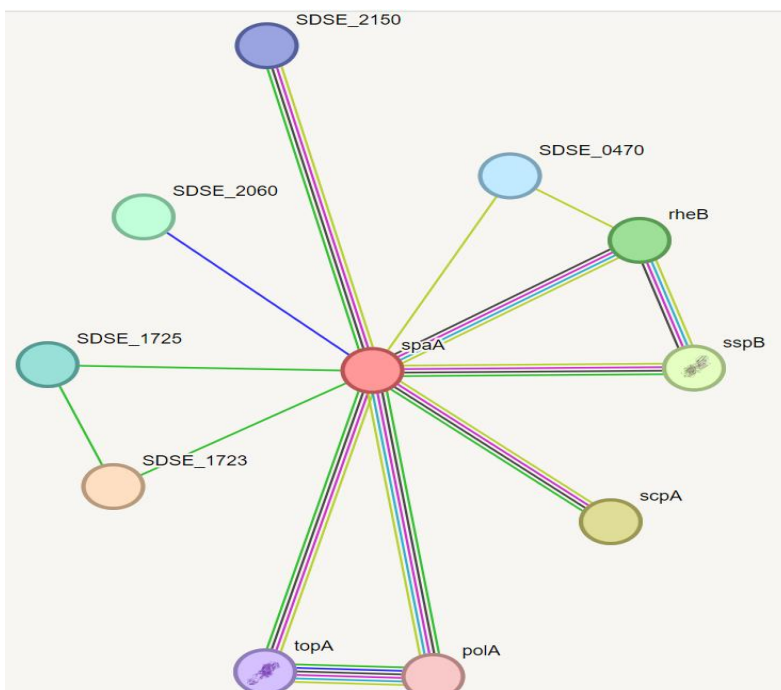 SDSE_2150
SDSE_0470
SDSE_2060
rheB
SDSE_1725
spaA
sspB
SDSE_1723
scpA
topA
polA